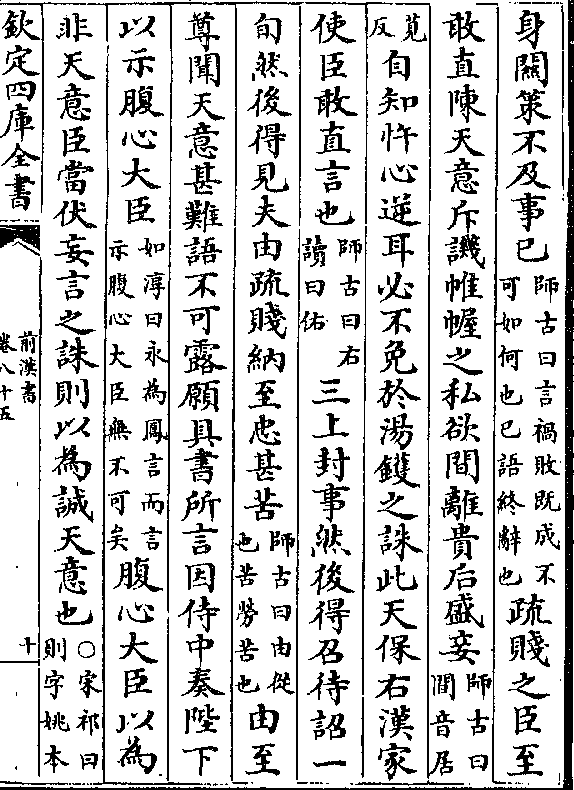 身關策不及事已師古曰言禍敗既成不可如何也已語終辭也疏賤之臣至
敢直陳天意斥譏帷幄之私欲間離貴后盛妾師古曰間音居
莧反自知忤心逆耳必不免於湯鑊之誅此天保右漢家
使臣敢直言也師古曰右讀曰佑三上封事然後得召待詔一
旬然後得見夫由疏賤納至忠甚苦師古曰由從也苦勞苦也由至
尊聞天意甚難語不可露願具書所言因侍中奏陛下
以示腹心大臣如淳曰永為鳳言而言示腹心大臣無不可矣腹心大臣以為
非天意臣當伏妄言之誅則以為誠天意也○宋祁曰則字姚本
欽定四庫全書
前漢書
卷八十五
十